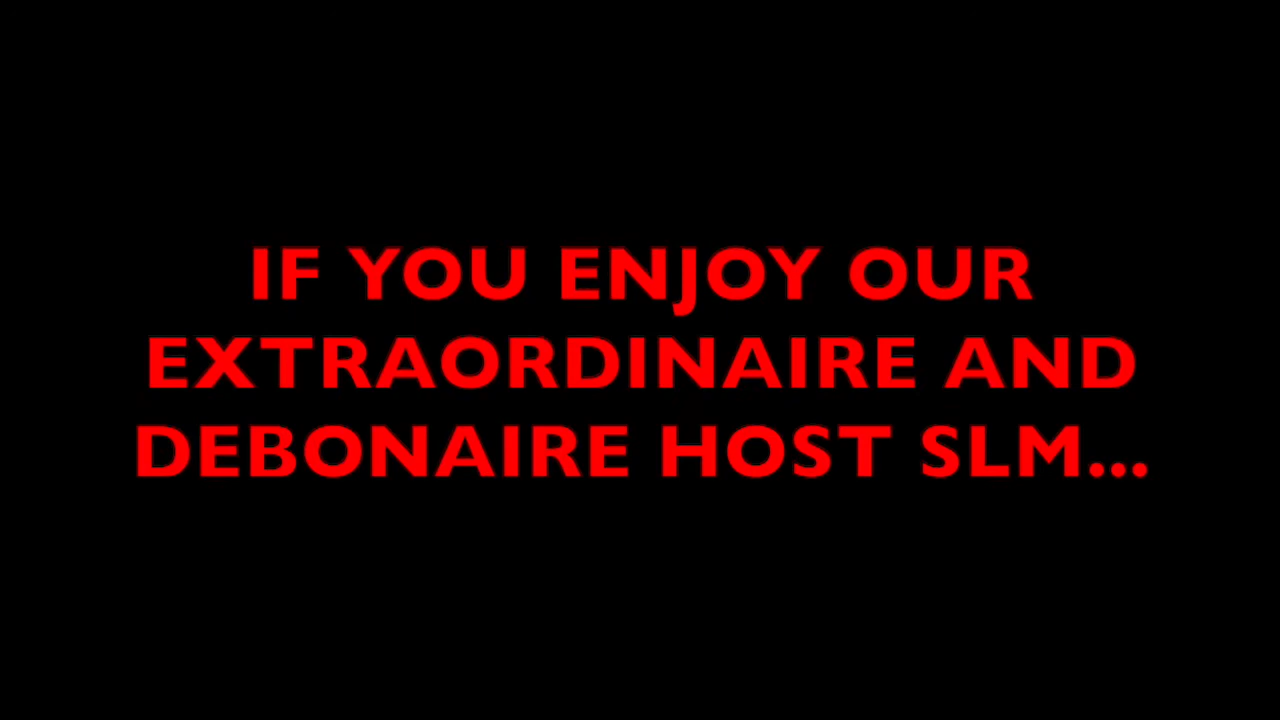 IF YOU ENJOY OUR
EXTRAORDINAIRE AND
DEBONAIRE HOST SLM...